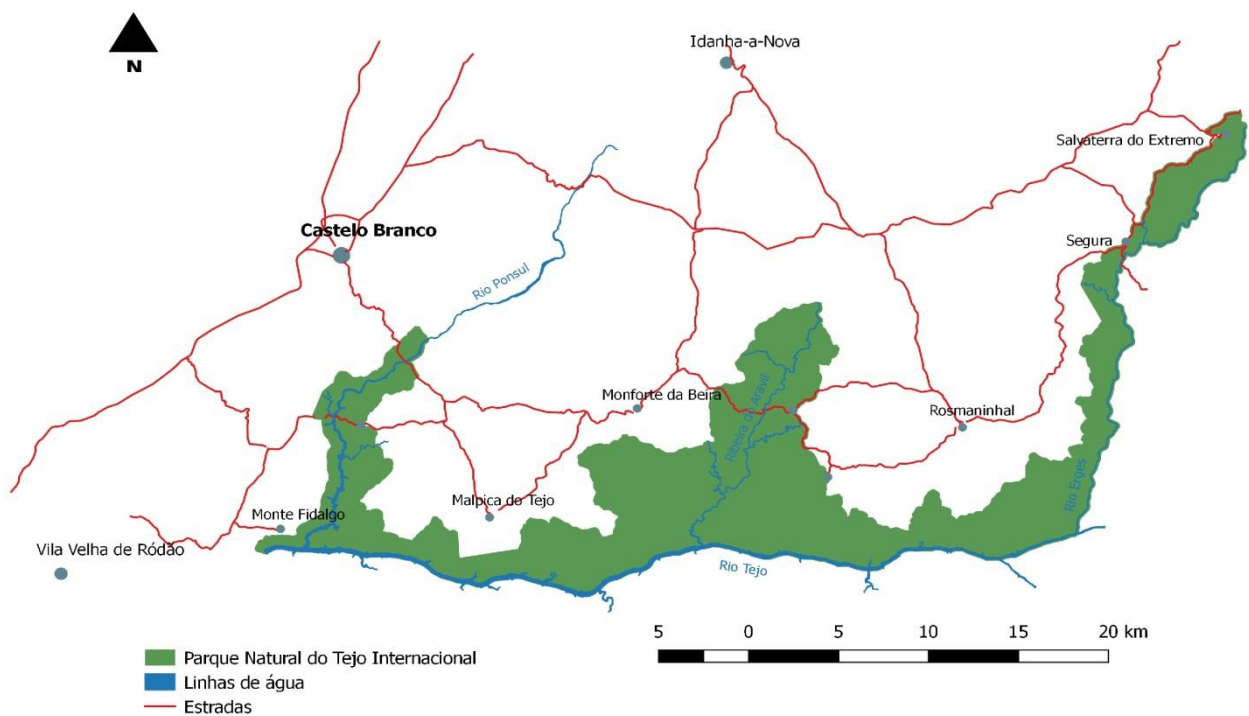 N
Idanha-a-Nova
Salvaterra do Extremo
Castelo Branco
Segura
Rio Ponsul
Monforte da Beira
Ribeira do Aravil
Rosmaninhal
Rio Erges
Malpica do Tejo
Monte Fidalgo
Vila Velha de Ródão
Rio Tejo
5 0 5 10 15 20 km
Parque Natural do Tejo Internacional
Linhas de água
Estradas